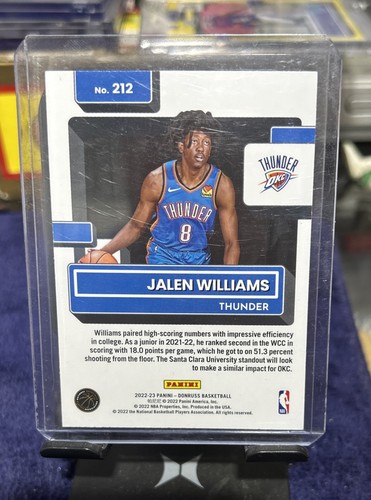 No. 212
THUNDER
OKC
THUNDER
8
JALEN WILLIAMS
THUNDER
Williams paired high-scoring numbers with impressive efficiency
in college. As a junior in 2021-22, he ranked second in the WCC in
scoring with 18.0 points per game, which he got to on 51.3 percent
shooting from the floor. The Santa Clara University standout will look
to make a similar impact for OKC.
PANINI
2022-23 PANINI - DONRUSS BASKETBALL
© 2022 Panini America, Inc.
© 2022 NBA Properties, Inc. Produced in the USA.
© 2022 the National Basketball Players Association. All rights reserved.